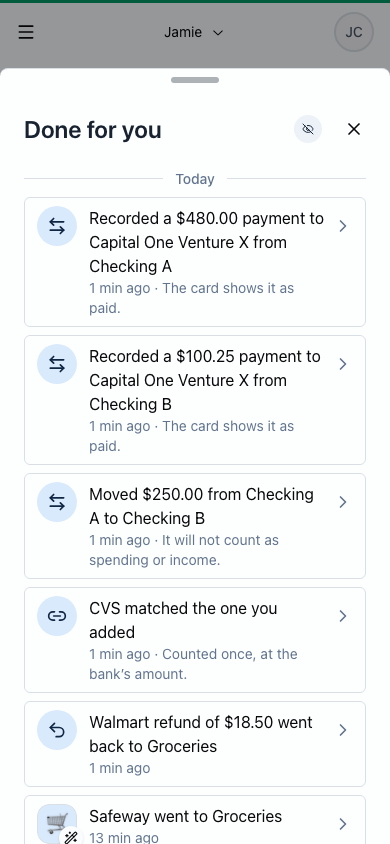 Jamie
JC
Done for you
Today
Recorded a $480.00 payment to
Capital One Venture X from
Checking A
1 min ago · The card shows it as
paid.
Recorded a $100.25 payment to
Capital One Venture X from
Checking B
1 min ago · The card shows it as
paid.
Moved $250.00 from Checking
A to Checking B
1 min ago · It will not count as
spending or income.
CVS matched the one you
added
1 min ago · Counted once, at the
bank's amount.
Walmart refund of $18.50 went
back to Groceries
1 min ago
Safeway went to Groceries
13 min ago